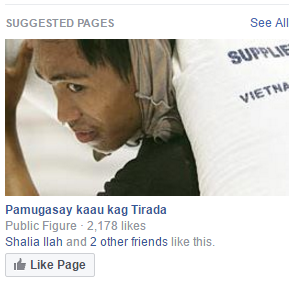 SUGGESTED PAGES See All
SUPPLIE
VIETNA
Pamugasay kaau kag Tirada
Public Figure · 2,178 likes
Shalia Ilah and 2 other friends like this.
Like Page